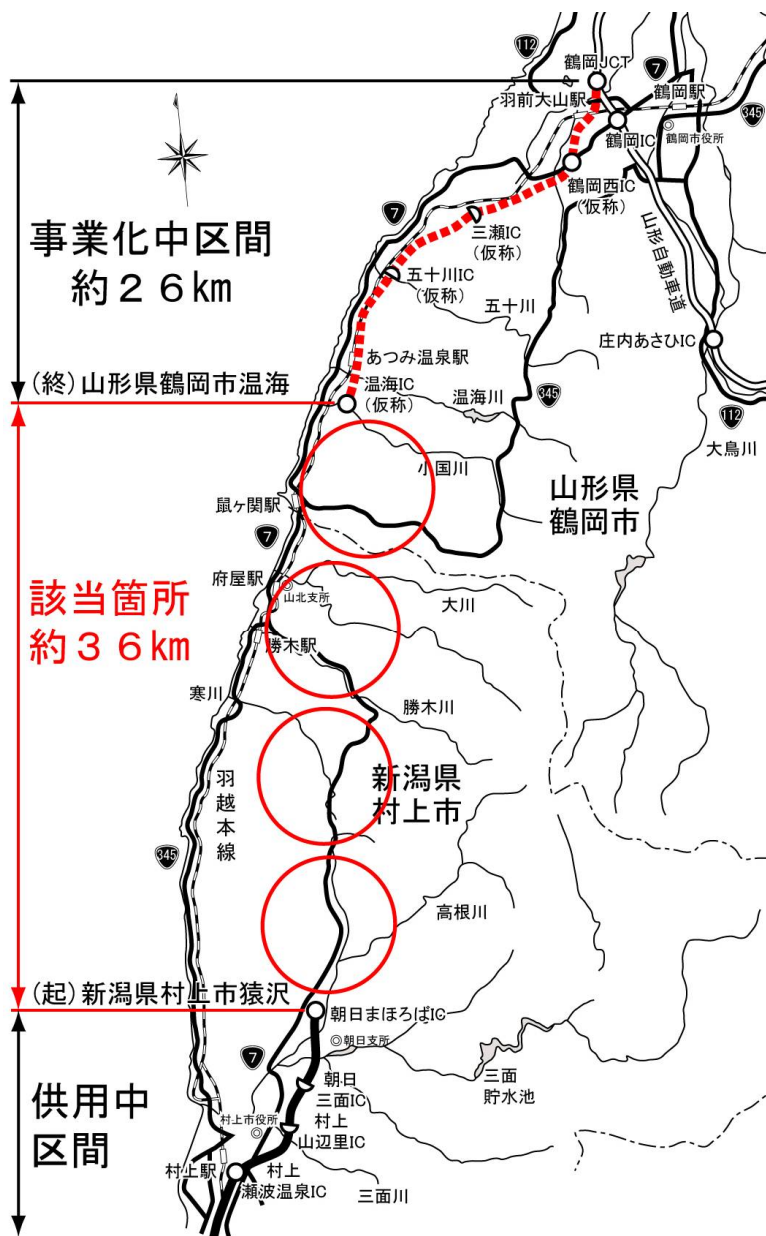 112
鶴岡JCT
7
羽前大山駅
鶴岡駅
345
鶴岡IC
鶴岡市役所
鶴岡西IC
(仮称)
事業化中区間
約26km
7
三瀬IC
(仮称)
山形自動車道
五十川IC
(仮称)
五十川
庄内あさひIC
あつみ温泉駅
(終)山形県鶴岡市温海
温海IC
(仮称)
温海川
345
112
大鳥川
小国川
山形県
鶴岡市
鼠ヶ関駅
7
府屋駅
山北支所
大川
該当箇所
約36km
勝木駅
寒川
勝木川
新潟県
村上市
羽越本線
345
高根川
(起)新潟県村上市猿沢
朝日まほろばIC
朝日支所
7
三面
貯水池
朝日
三面IC
供用中
区間
村上市役所
村上
山辺里IC
村上駅
村上
瀬波温泉IC
三面川